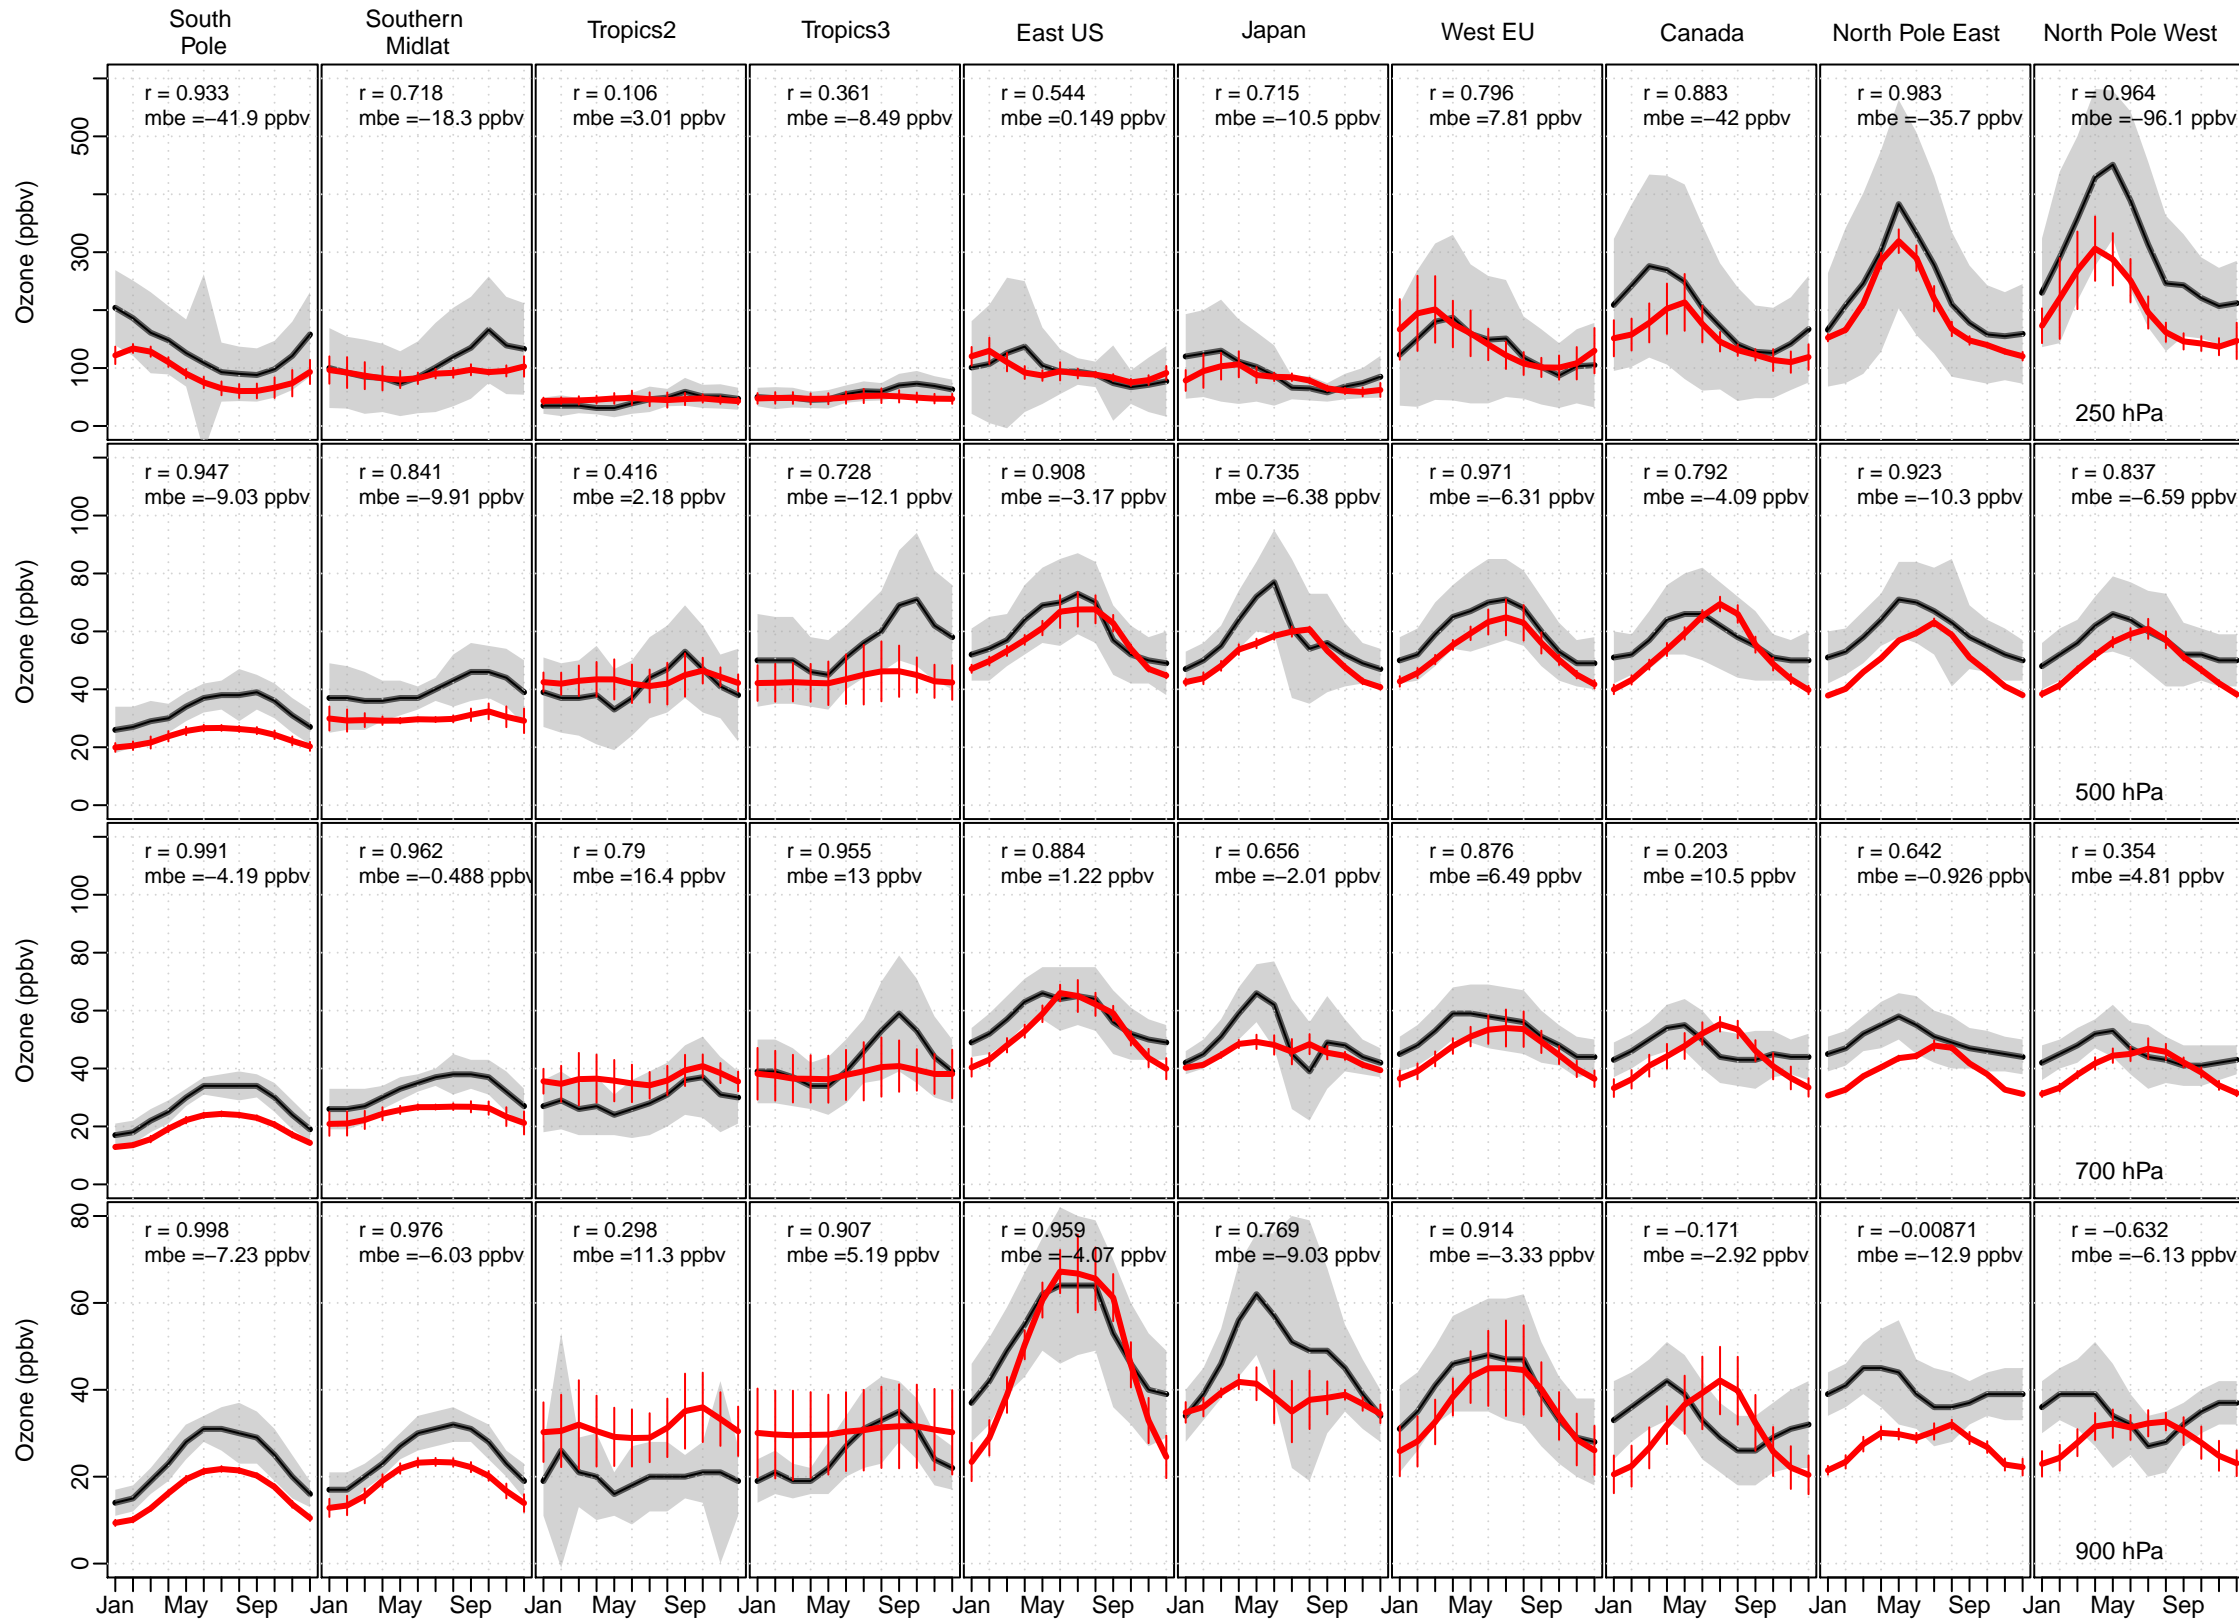 South Pole
Southern Midlat
Tropics2
Tropics3
East US
Japan
West EU
Canada
North Pole East
North Pole West
Ozone (ppbv)
0
100
300
500
r = 0.933
mbe =−41.9 ppbv
r = 0.718
mbe =−18.3 ppbv
r = 0.106
mbe =3.01 ppbv
r = 0.361
mbe =−8.49 ppbv
r = 0.544
mbe =0.149 ppbv
r = 0.715
mbe =−10.5 ppbv
r = 0.796
mbe =7.81 ppbv
r = 0.883
mbe =−42 ppbv
r = 0.983
mbe =−35.7 ppbv
r = 0.964
mbe =−96.1 ppbv
250 hPa
Ozone (ppbv)
0
20
40
60
80
100
r = 0.947
mbe =−9.03 ppbv
r = 0.841
mbe =−9.91 ppbv
r = 0.416
mbe =2.18 ppbv
r = 0.728
mbe =−12.1 ppbv
r = 0.908
mbe =−3.17 ppbv
r = 0.735
mbe =−6.38 ppbv
r = 0.971
mbe =−6.31 ppbv
r = 0.792
mbe =−4.09 ppbv
r = 0.923
mbe =−10.3 ppbv
r = 0.837
mbe =−6.59 ppbv
500 hPa
Ozone (ppbv)
0
20
40
60
80
100
r = 0.991
mbe =−4.19 ppbv
r = 0.962
mbe =−0.488 ppbv
r = 0.79
mbe =16.4 ppbv
r = 0.955
mbe =13 ppbv
r = 0.884
mbe =1.22 ppbv
r = 0.656
mbe =−2.01 ppbv
r = 0.876
mbe =6.49 ppbv
r = 0.203
mbe =10.5 ppbv
r = 0.642
mbe =−0.926 ppbv
r = 0.354
mbe =4.81 ppbv
700 hPa
Ozone (ppbv)
0
20
40
60
80
r = 0.998
mbe =−7.23 ppbv
r = 0.976
mbe =−6.03 ppbv
r = 0.298
mbe =11.3 ppbv
r = 0.907
mbe =5.19 ppbv
r = 0.959
mbe =−4.07 ppbv
r = 0.769
mbe =−9.03 ppbv
r = 0.914
mbe =−3.33 ppbv
r = −0.171
mbe =−2.92 ppbv
r = −0.00871
mbe =−12.9 ppbv
r = −0.632
mbe =−6.13 ppbv
900 hPa
Jan May Sep Jan May Sep Jan May Sep Jan May Sep Jan May Sep Jan May Sep Jan May Sep Jan May Sep Jan May Sep Jan May Sep